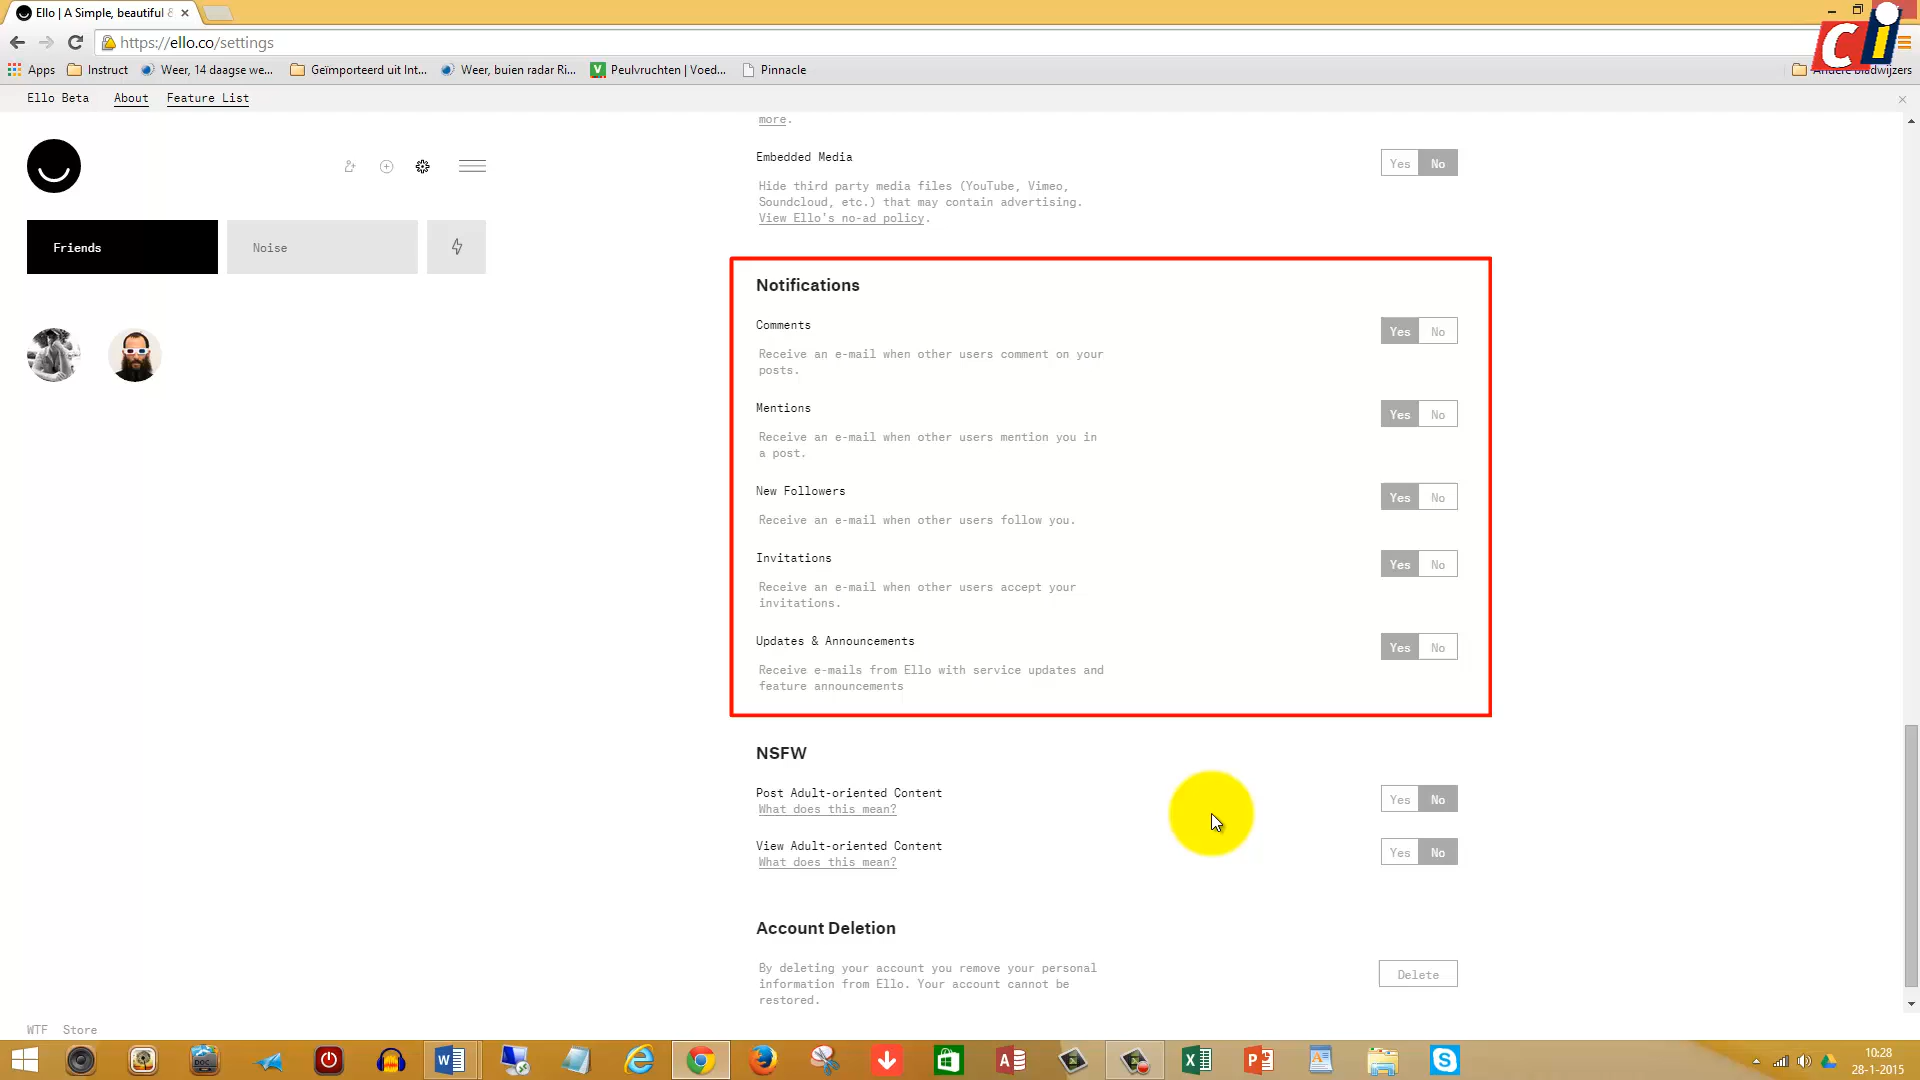 Ello | A Simple, beautiful &
https://ello.co/settings
Apps Instruct Weer, 14 daagse we... Geïmporteerd uit Int... Weer, buien radar Ri... Peulvruchten | Voed... Pinnacle Andere bladwijzers
Ello Beta About Feature List
more.
Embedded Media
Yes No
Hide third party media files (YouTube, Vimeo,
Soundcloud, etc.) that may contain advertising.
View Ello's no-ad policy.
Friends Noise
Notifications
Comments
Yes No
Receive an e-mail when other users comment on your
posts.
Mentions
Yes No
Receive an e-mail when other users mention you in
a post.
New Followers
Yes No
Receive an e-mail when other users follow you.
Invitations
Yes No
Receive an e-mail when other users accept your
invitations.
Updates & Announcements
Yes No
Receive e-mails from Ello with service updates and
feature announcements
NSFW
Post Adult-oriented Content
Yes No
What does this mean?
View Adult-oriented Content
Yes No
What does this mean?
Account Deletion
By deleting your account you remove your personal
information from Ello. Your account cannot be
restored.
Delete
WTF Store
10:28
28-1-2015